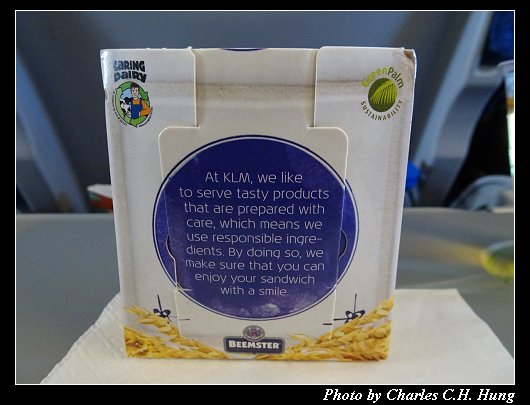 CARING
DAIRY
GreenPalm
SUSTAINABILITY
At KLM, we like
to serve tasty products
that are prepared with
care, which means we
use responsible ingre-
dients. By doing so, we
make sure that you can
enjoy your sandwich
with a smile.
BEEMSTER
Photo by Charles C.H. Hung